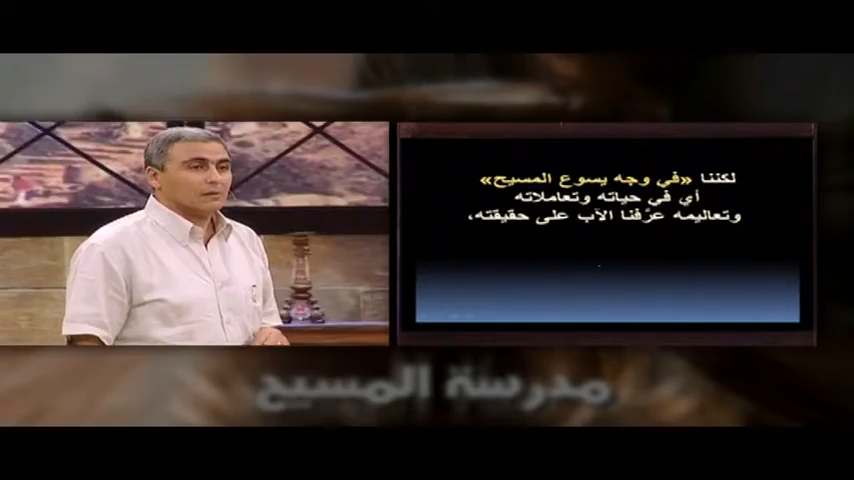 لكننا «في وجه يسوع المسيح»
أي في حياته وتعاملاته
وتعاليمه عرَّفنا الآب على حقيقته،
مدرسة المسيح